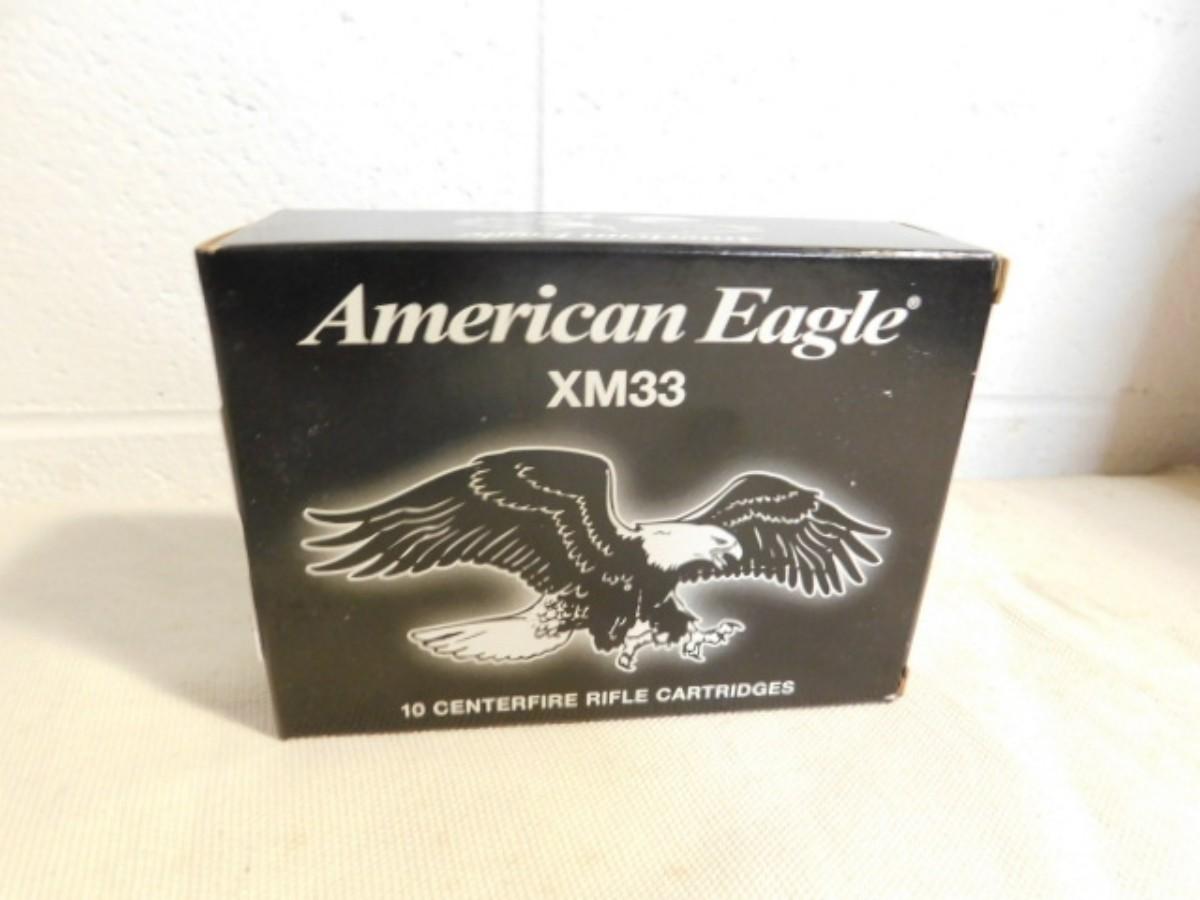 American Eagle®
XM33
10 CENTERFIRE RIFLE CARTRIDGES